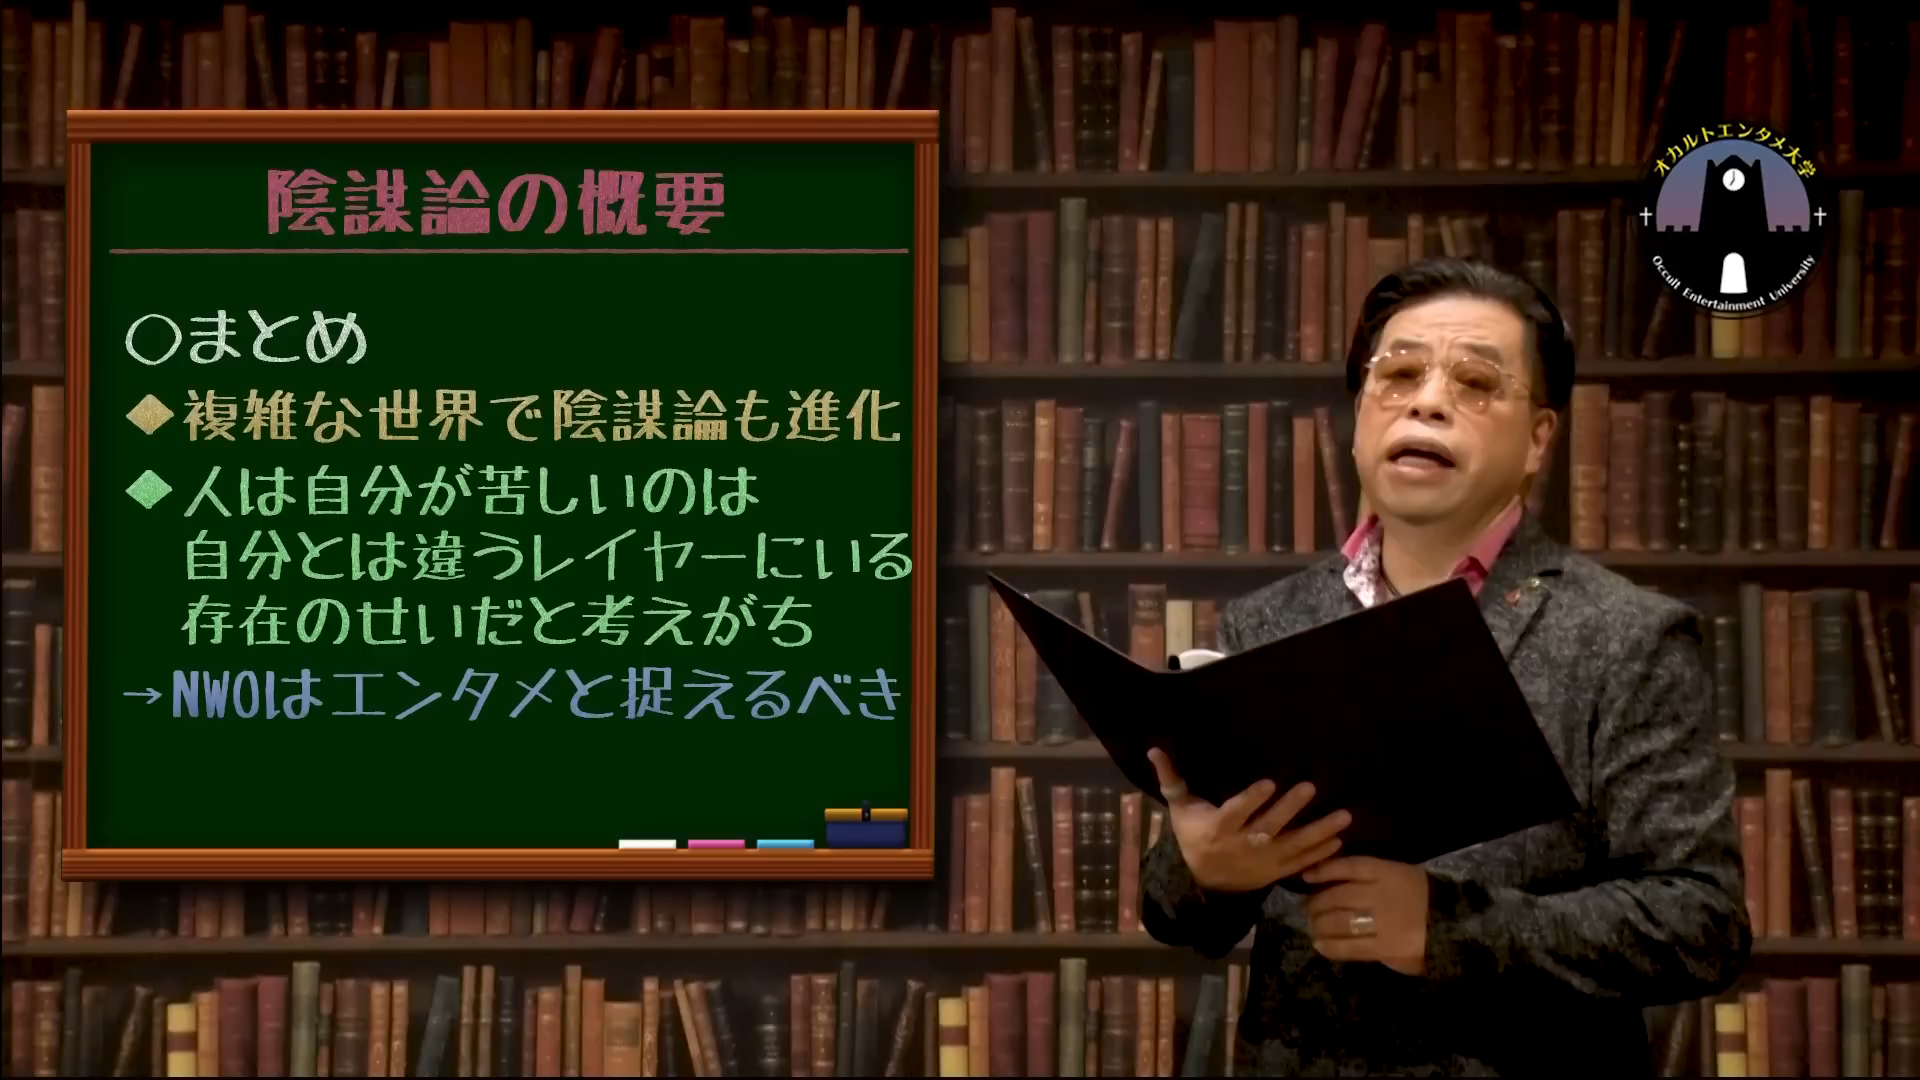 陰謀論の概要
○まとめ
◆複雑な世界で陰謀論も進化
◆人は自分が苦しいのは
自分とは違うレイヤーにいる
存在のせいだと考えがち
→NWOはエンタメと捉えるべき
オカルトエンタメ大学
Occult Entertainment University